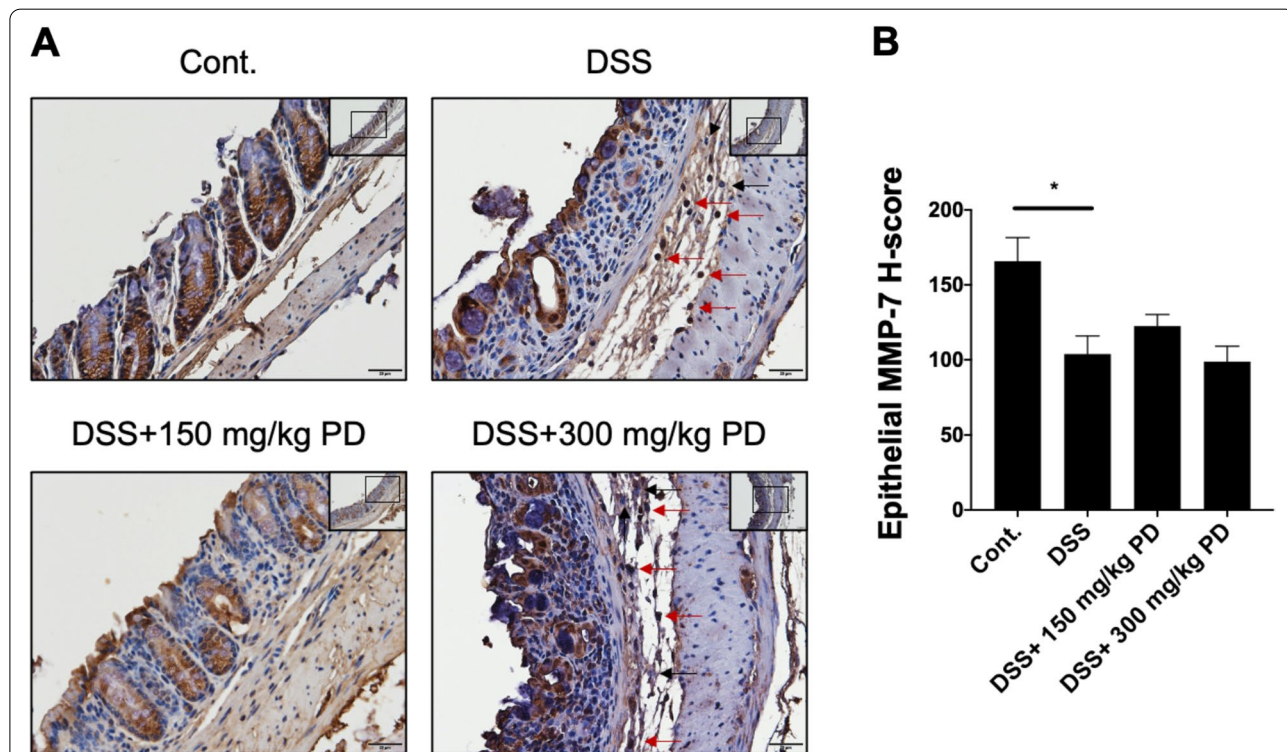 A
Cont.
DSS
DSS+150 mg/kg PD
DSS+300 mg/kg PD
B
Epithelial MMP-7 H-score
*
200
150
100
50
0
Cont.
DSS
DSS+ 150 mg/kg PD
DSS+ 300 mg/kg PD